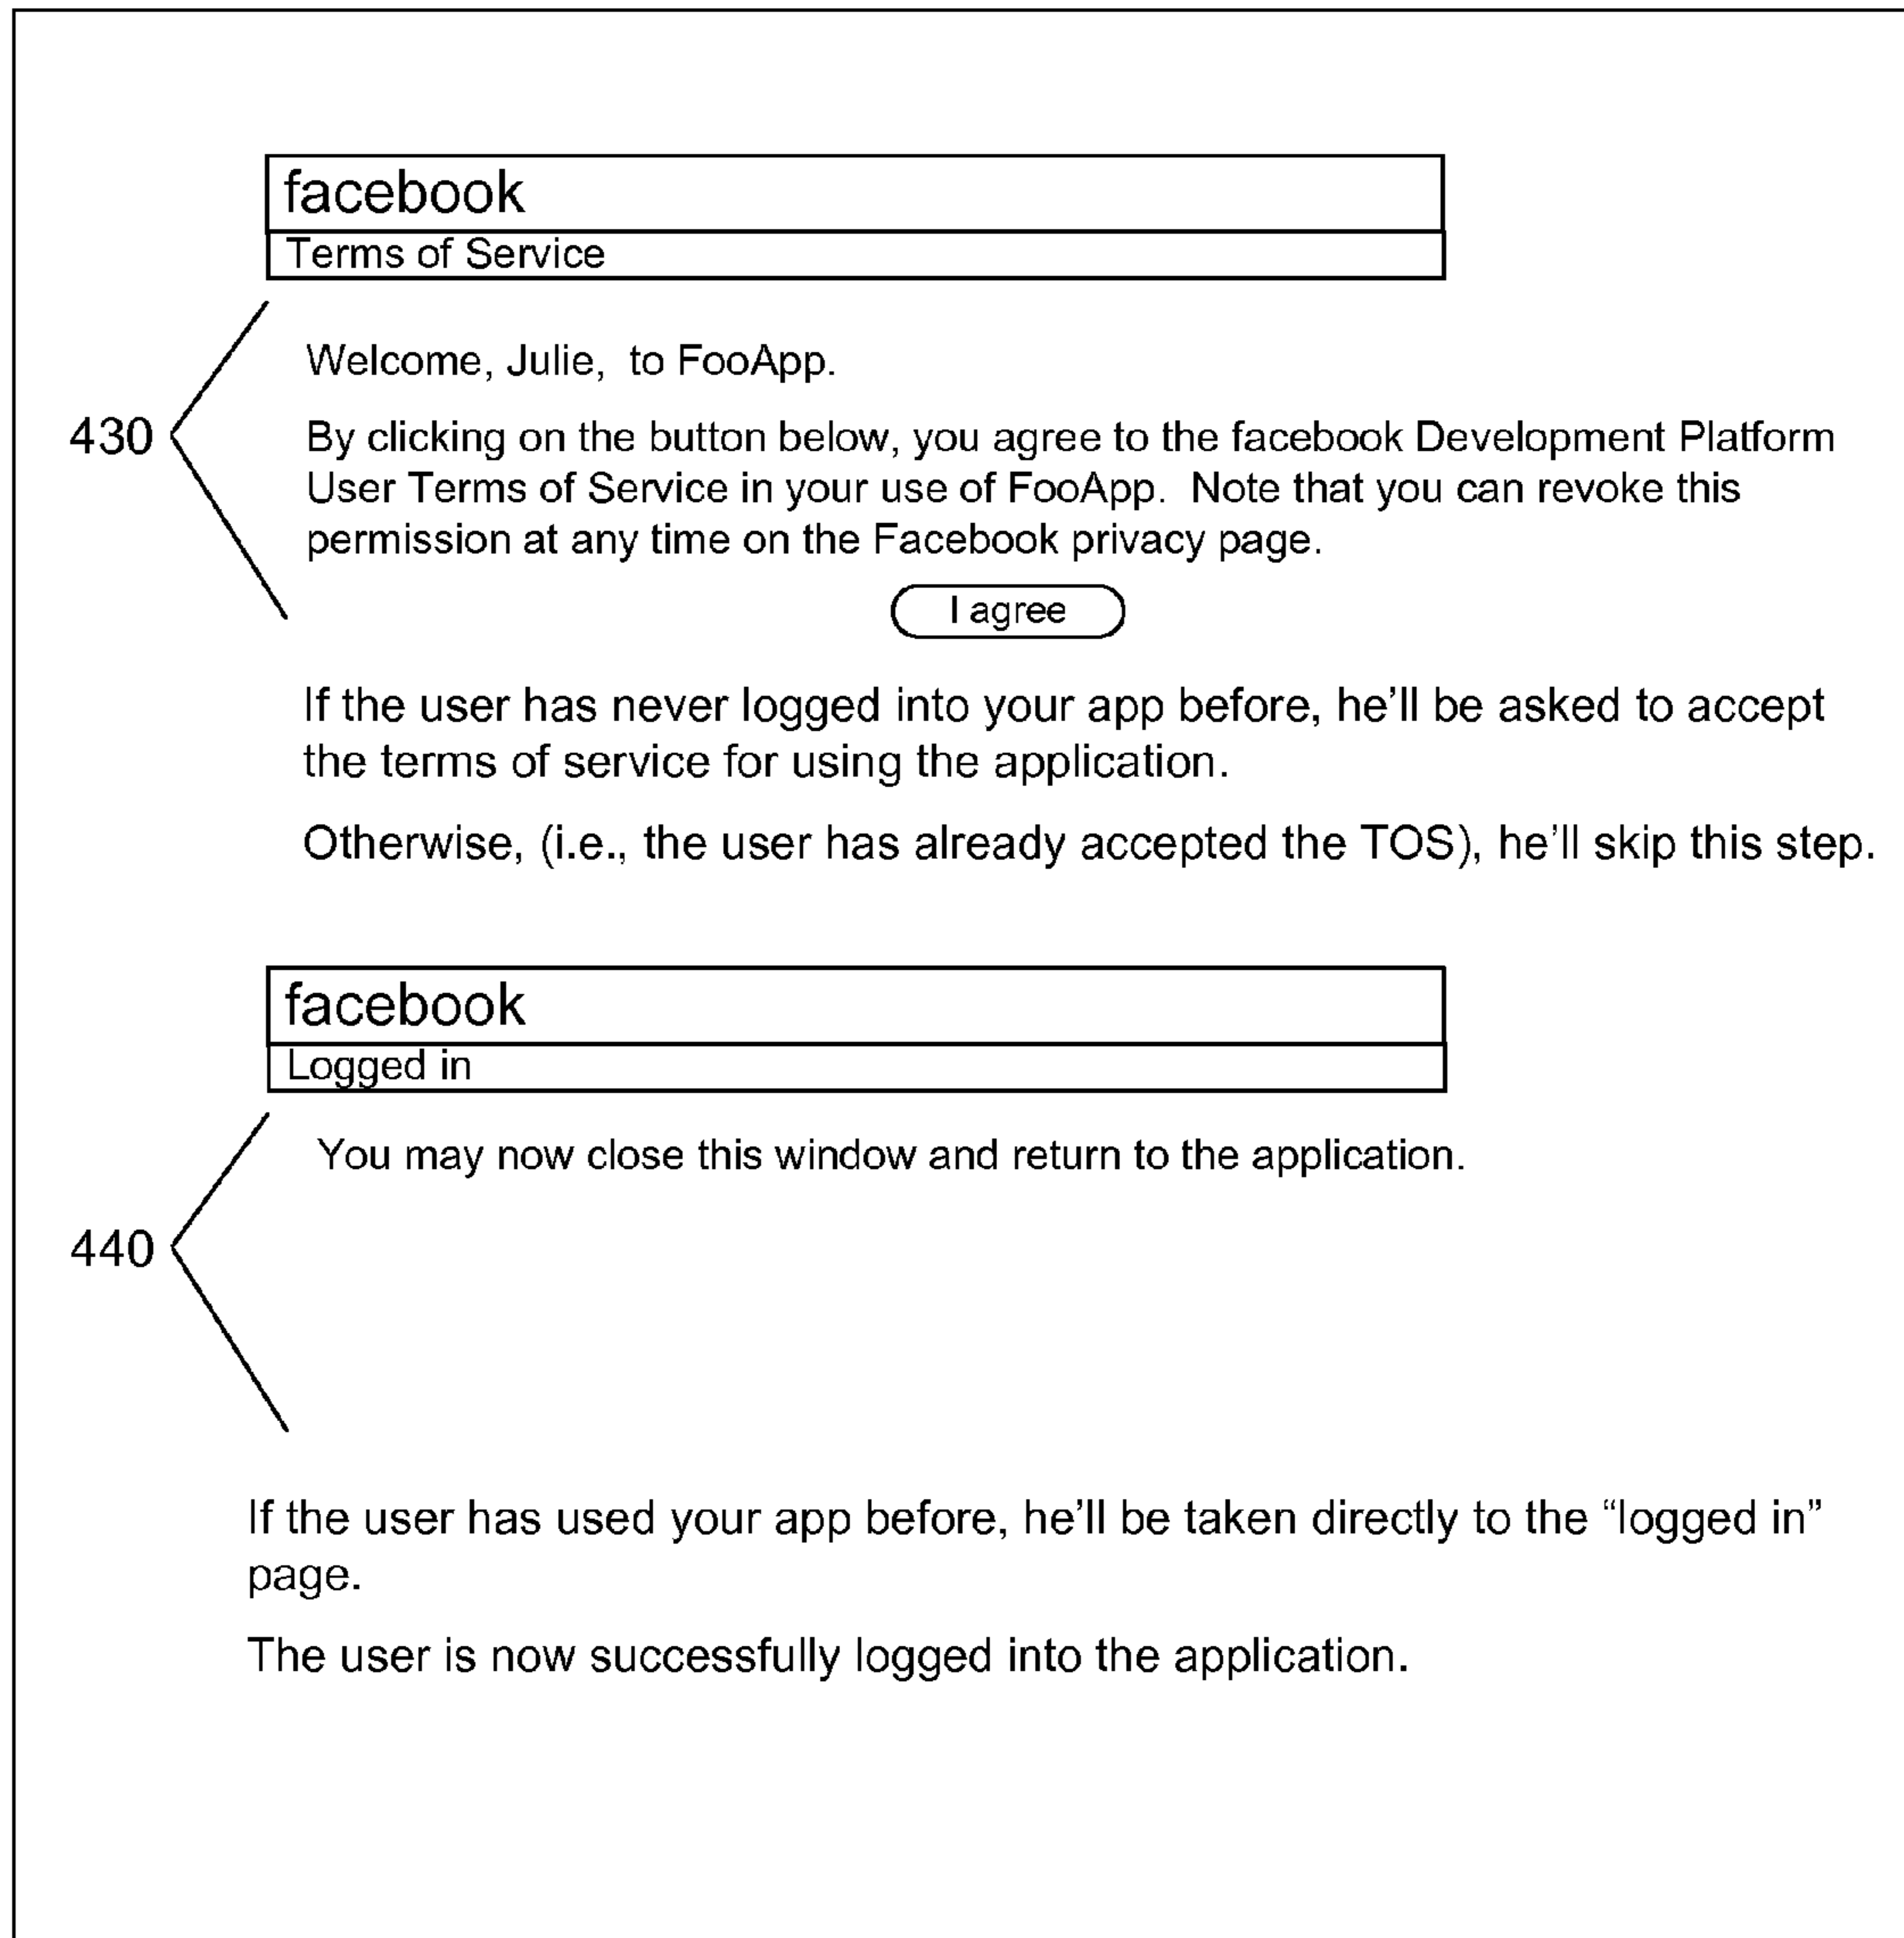 facebook
Terms of Service
Welcome, Julie, to FooApp.
430
By clicking on the button below, you agree to the facebook Development Platform
User Terms of Service in your use of FooApp. Note that you can revoke this
permission at any time on the Facebook privacy page.
I agree
If the user has never logged into your app before, he’ll be asked to accept
the terms of service for using the application.
Otherwise, (i.e., the user has already accepted the TOS), he’ll skip this step.
facebook
Logged in
You may now close this window and return to the application.
440
If the user has used your app before, he’ll be taken directly to the “logged in”
page.
The user is now successfully logged into the application.